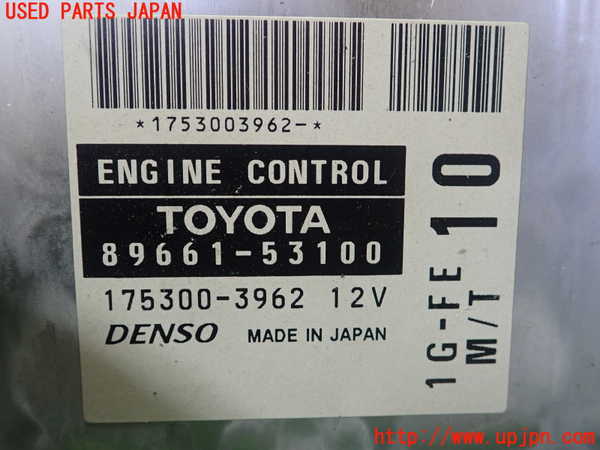 USED PARTS JAPAN
*1753003962-*
ENGINE CONTROL
TOYOTA
89661-53100
175300-3962 12V
DENSO MADE IN JAPAN
1G-FE 10
M/T
http://www.upjpn.com/